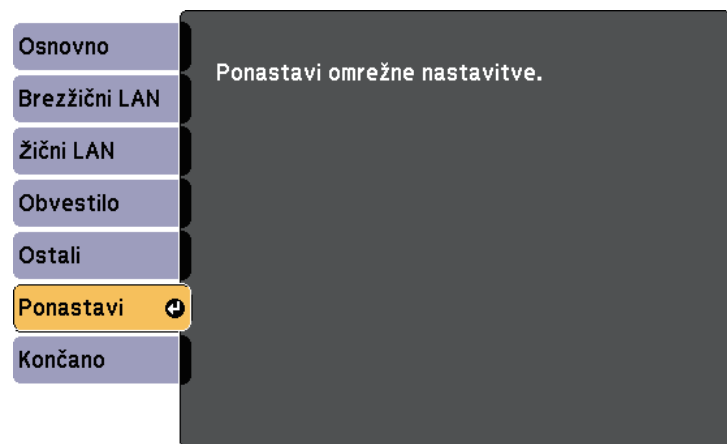 Osnovno
Brezžični LAN
Žični LAN
Obvestilo
Ostali
Ponastavi
Končano
Ponastavi omrežne nastavitve.